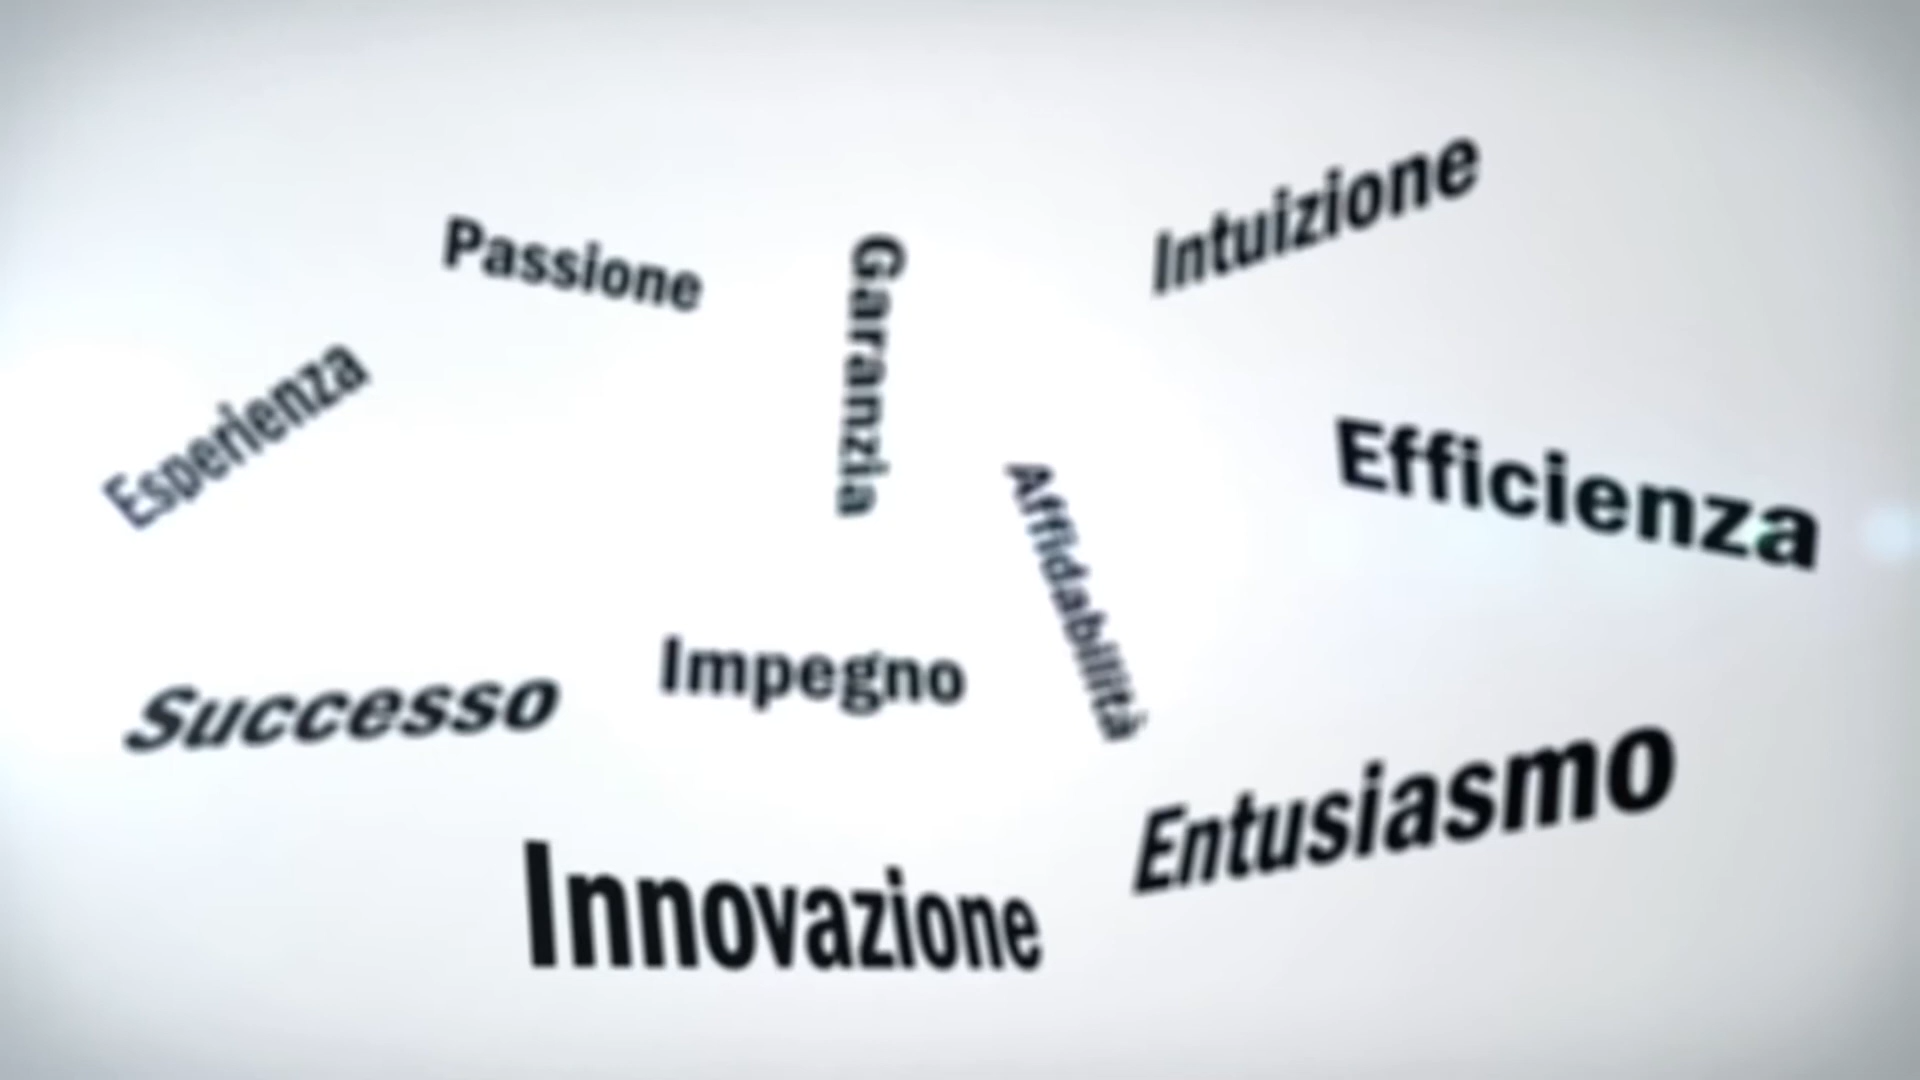 Intuizione
Passione
Garanzia
Esperienza
Efficienza
Affidabilità
Impegno
Successo
Entusiasmo
Innovazione